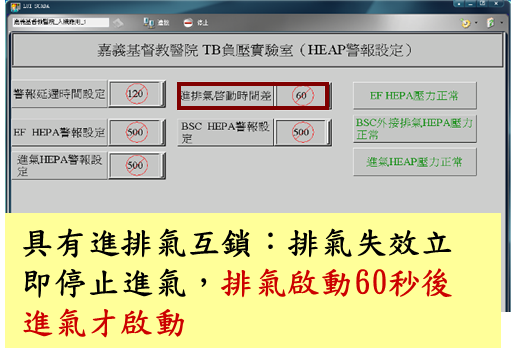 嘉義基督教醫院 TB負壓實驗室（HEAP警報設定）
警報延遲時間設定 120
進排氣啓動時間差 60
EF HEPA壓力正常
EF HEPA警報設定 500
BSC HEPA警報設定 500
BSC外接排氣HEPA壓力正常
進氣HEPA警報設定 500
進氣HEAP壓力正常
具有進排氣互鎖：排氣失效立
即停止進氣，排氣啟動60秒後
進氣才啟動